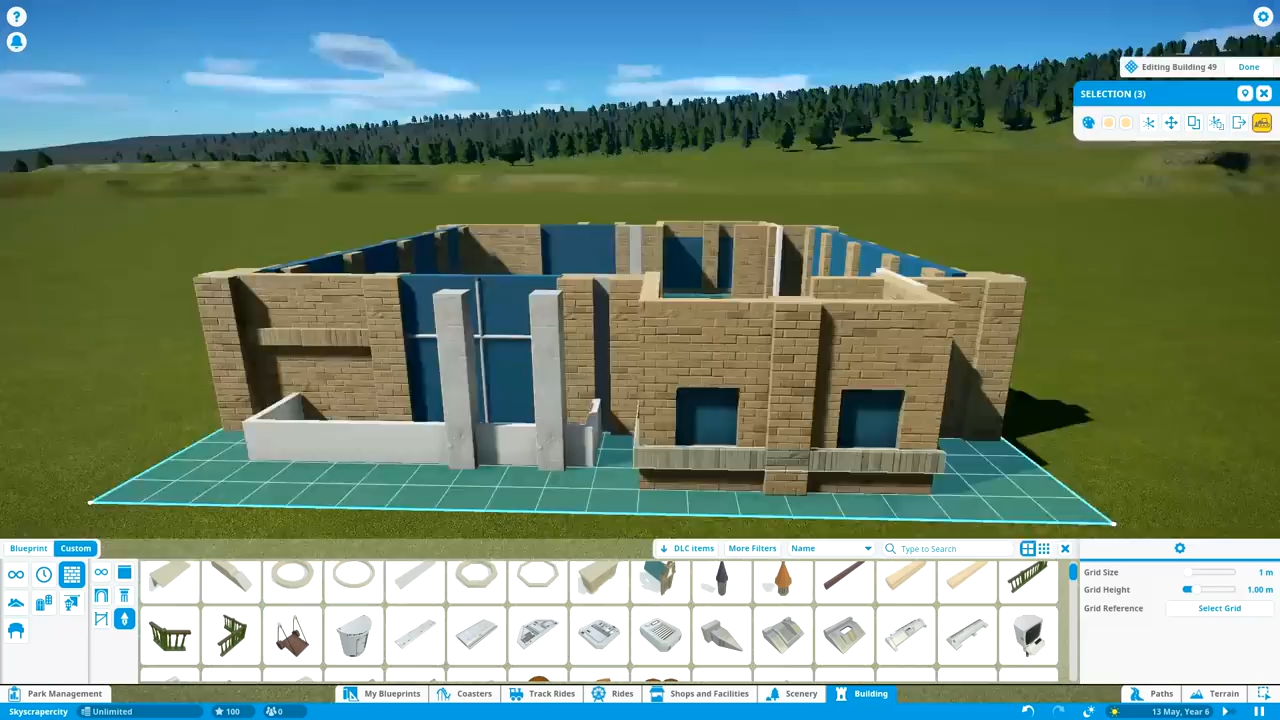 ?
Editing Building 49 Done
SELECTION (3)
Blueprint Custom
DLC items More Filters Name Type to Search
Grid Size 1 m
Grid Height 1.00 m
Grid Reference Select Grid
Park Management My Blueprints Coasters Track Rides Rides Shops and Facilities Scenery Building Paths Terrain
Skyscrapercity Unlimited 100 0 13 May, Year 6